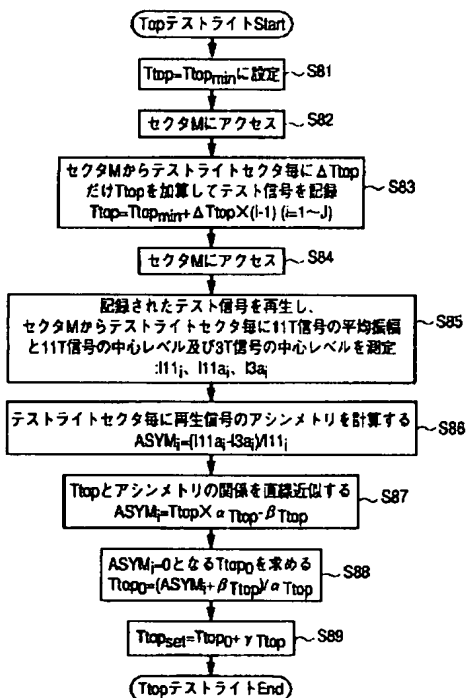 TtopテストライトStart
Ttop=Ttopminに設定
S81
セクタMにアクセス
S82
セクタMからテストライトセクタ毎にΔTtop
だけTtopを加算してテスト信号を記録
Ttop=Ttopmin+ΔTtop×(i-1) (i=1〜J)
S83
セクタMにアクセス
S84
記録されたテスト信号を再生し、
セクタMからテストライトセクタ毎に11T信号の平均振幅
と11T信号の中心レベル及び3T信号の中心レベルを測定
:I11i、I11ai、I3ai
S85
テストライトセクタ毎に再生信号のアシンメトリを計算する
ASYMi=(I11ai-I3ai)/I11i
S86
Ttopとアシンメトリの関係を直線近似する
ASYMi=Ttop×αTtop-βTtop
S87
ASYMi=0となるTtop0を求める
Ttop0=(ASYMi+βTtop)/αTtop
S88
Ttopset=Ttop0+γTtop
S89
TtopテストライトEnd